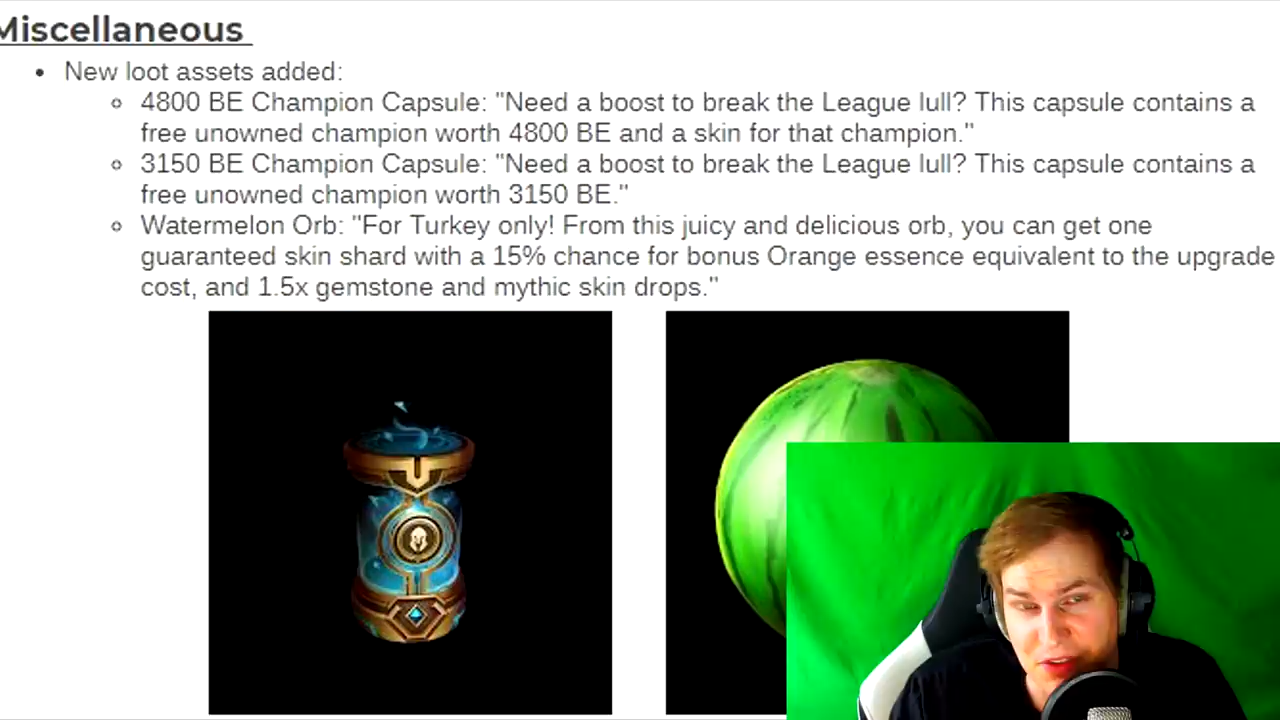 Miscellaneous
New loot assets added:
4800 BE Champion Capsule: "Need a boost to break the League lull? This capsule contains a
free unowned champion worth 4800 BE and a skin for that champion."
3150 BE Champion Capsule: "Need a boost to break the League lull? This capsule contains a
free unowned champion worth 3150 BE."
Watermelon Orb: "For Turkey only! From this juicy and delicious orb, you can get one
guaranteed skin shard with a 15% chance for bonus Orange essence equivalent to the upgrade
cost, and 1.5x gemstone and mythic skin drops."